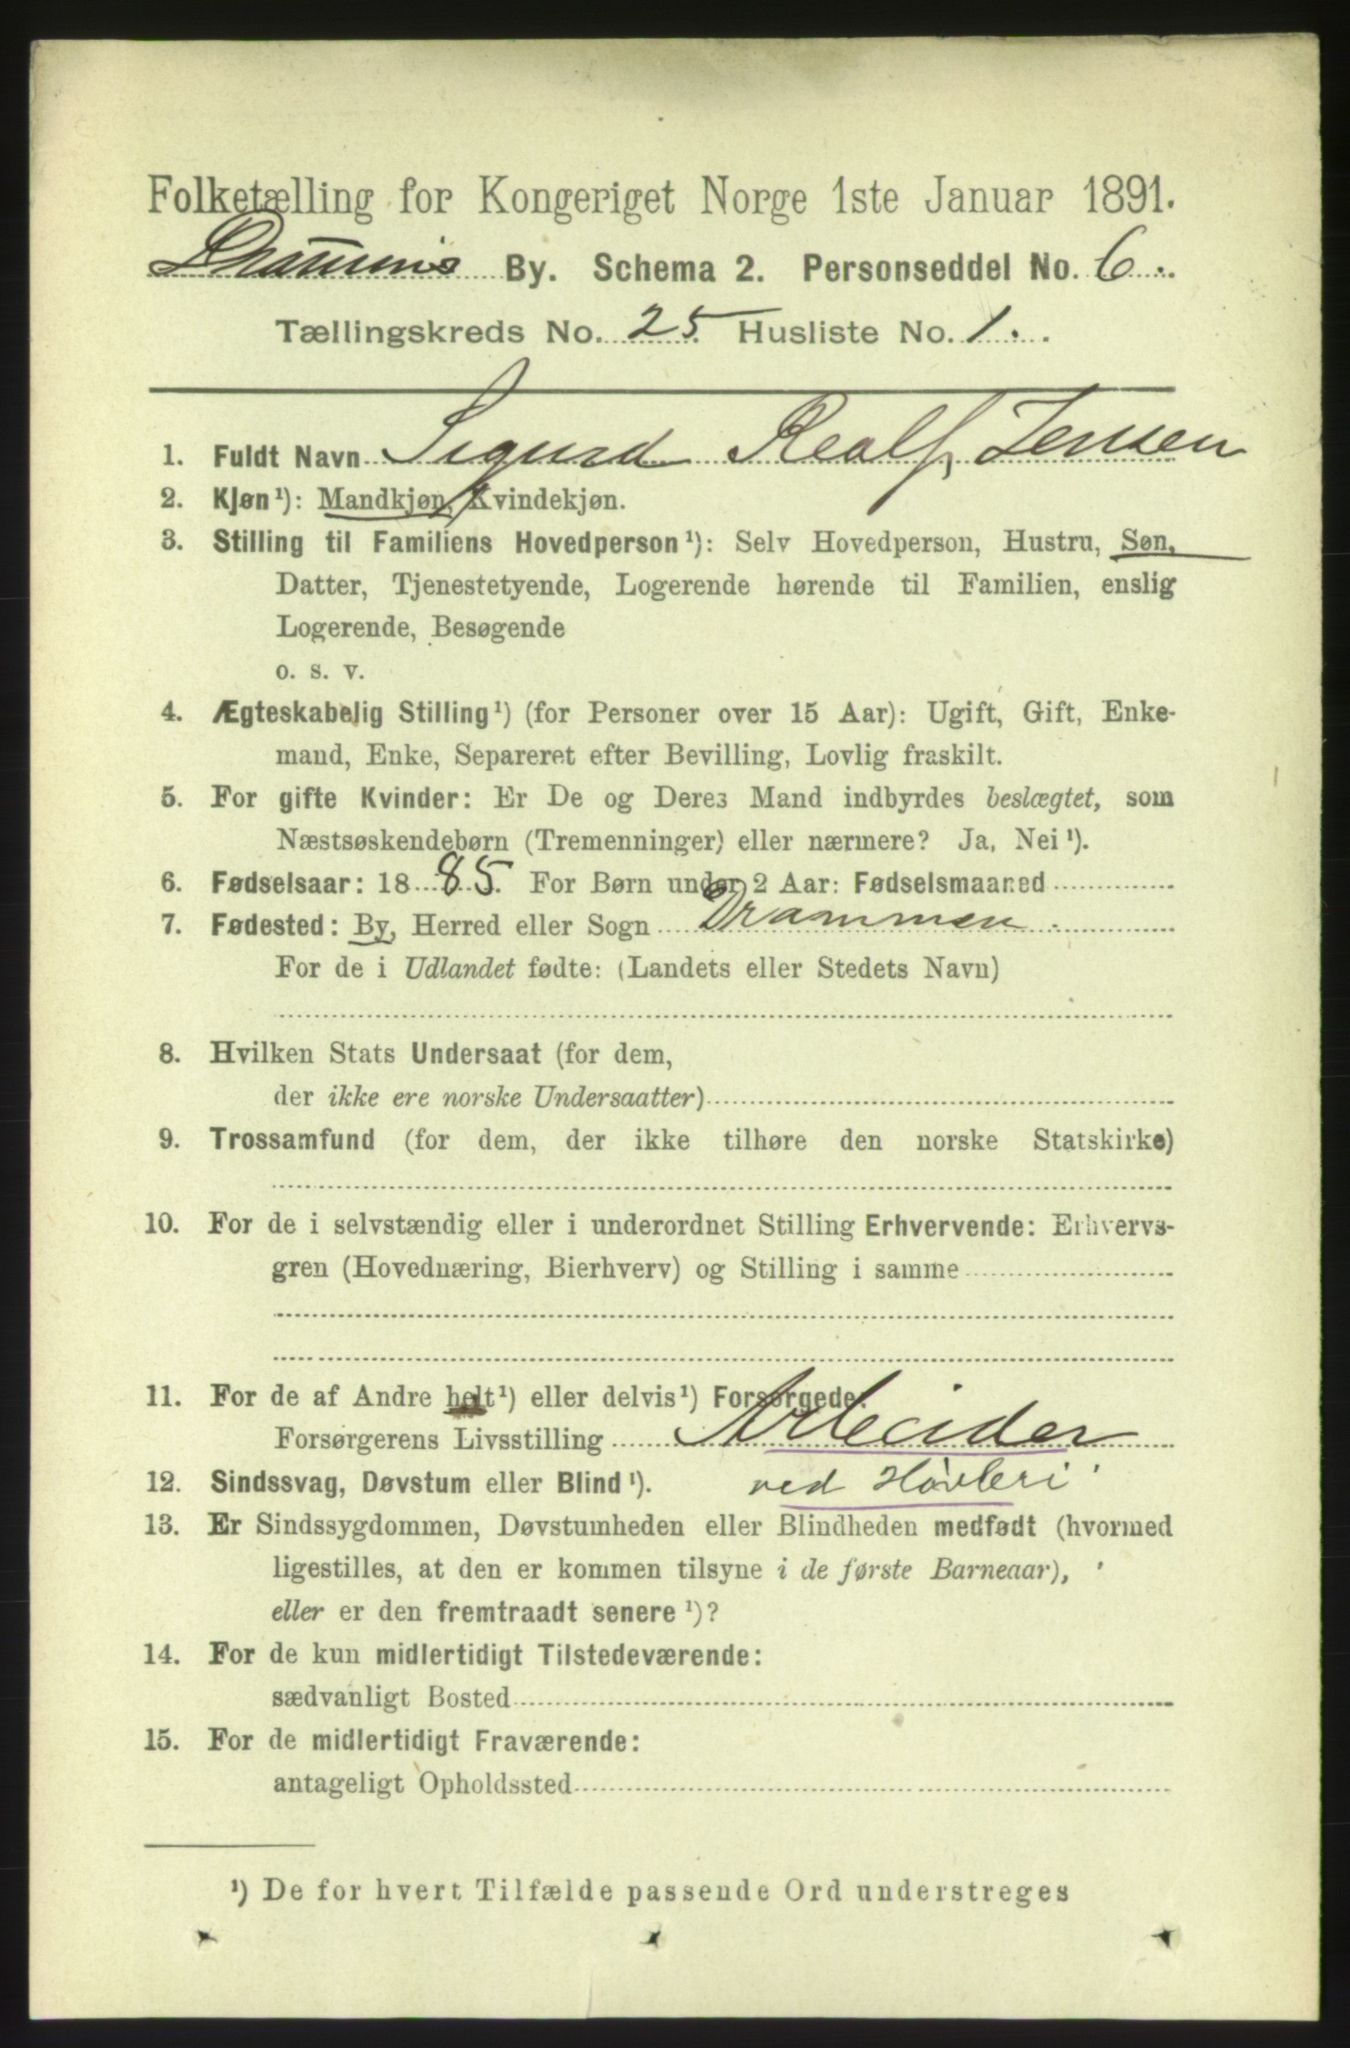 Folketælling for Kongeriget Norge 1ste Januar 1891.
Drammens By. Schema 2. Personseddel No. 6.
Tællingskreds No. 25 Husliste No. 1.
1. Fuldt Navn Sigurd Realf Jensen
2. Kjøn¹): Mandkjøn, Kvindekjøn.
3. Stilling til Familiens Hovedperson¹): Selv Hovedperson, Hustru, Søn,
Datter, Tjenestetyende, Logerende hørende til Familien, enslig
Logerende, Besøgende
o. s. v.
4. Ægteskabelig Stilling¹) (for Personer over 15 Aar): Ugift, Gift, Enke-
mand, Enke, Separeret efter Bevilling, Lovlig fraskilt.
5. For gifte Kvinder: Er De og Deres Mand indbyrdes beslægtet, som
Næstsøskendebørn (Tremenninger) eller nærmere? Ja, Nei¹).
6. Fødselsaar: 1885. For Børn under 2 Aar: Fødselsmaaned
7. Fødested: By, Herred eller Sogn Drammen.
For de i Udlandet fødte: (Landets eller Stedets Navn)
8. Hvilken Stats Undersaat (for dem,
der ikke ere norske Undersaatter)
9. Trossamfund (for dem, der ikke tilhøre den norske Statskirke)
10. For de i selvstændig eller i underordnet Stilling Erhvervende: Erhvervs-
gren (Hovednæring, Bierhverv) og Stilling i samme
11. For de af Andre helt¹) eller delvis¹) Forsørgede:
Forsørgerens Livsstilling Arbeider
12. Sindssvag, Døvstum eller Blind¹). ved Høvleri
13. Er Sindssygdommen, Døvstumheden eller Blindheden medfødt (hvormed
ligestilles, at den er kommen tilsyne i de første Barneaar),
eller er den fremtraadt senere¹)?
14. For de kun midlertidigt Tilstedeværende:
sædvanligt Bosted
15. For de midlertidigt Fraværende:
antageligt Opholdssted
¹) De for hvert Tilfælde passende Ord understreges